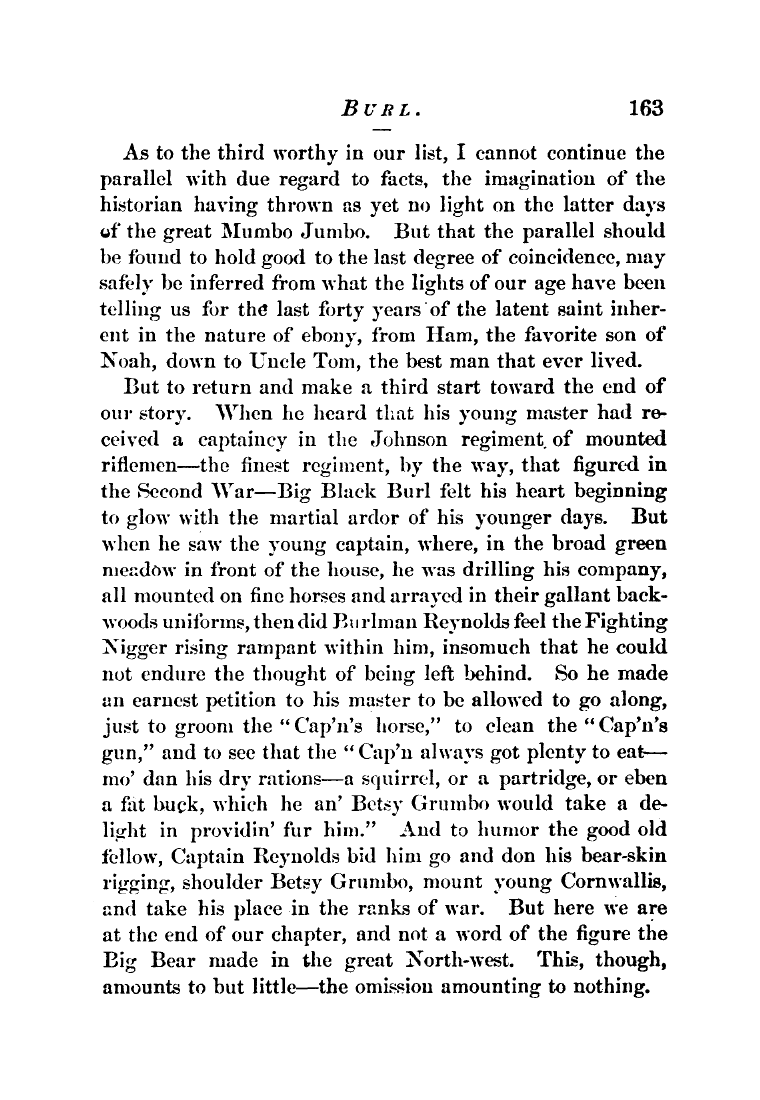 BURL. 163
As to the third worthy in our list, I cannot continue the
parallel with due regard to facts, the imagination of the
historian having thrown as yet no light on the latter days
of the great Mumbo Jumbo. But that the parallel should
be found to hold good to the last degree of coincidence, may
safely be inferred from what the lights of our age have been
telling us for the last forty years of the latent saint inher-
ent in the nature of ebony, from Ham, the favorite son of
Noah, down to Uncle Tom, the best man that ever lived.
But to return and make a third start toward the end of
our story. When he heard that his young master had re-
ceived a captaincy in the Johnson regiment of mounted
riflemen—the finest regiment, by the way, that figured in
the Second War—Big Black Burl felt his heart beginning
to glow with the martial ardor of his younger days. But
when he saw the young captain, where, in the broad green
meadow in front of the house, he was drilling his company,
all mounted on fine horses and arrayed in their gallant back-
woods uniforms, then did Burlman Reynolds feel the Fighting
Nigger rising rampant within him, insomuch that he could
not endure the thought of being left behind. So he made
an earnest petition to his master to be allowed to go along,
just to groom the "Cap'n's horse," to clean the "Cap'n's
gun," and to see that the "Cap'n always got plenty to eat—
mo' dan his dry rations—a squirrel, or a partridge, or eben
a fat buck, which he an' Betsy Grumbo would take a de-
light in providin' fur him." And to humor the good old
fellow, Captain Reynolds bid him go and don his bear-skin
rigging, shoulder Betsy Grumbo, mount young Cornwallis,
and take his place in the ranks of war. But here we are
at the end of our chapter, and not a word of the figure the
Big Bear made in the great North-west. This, though,
amounts to but little—the omission amounting to nothing.